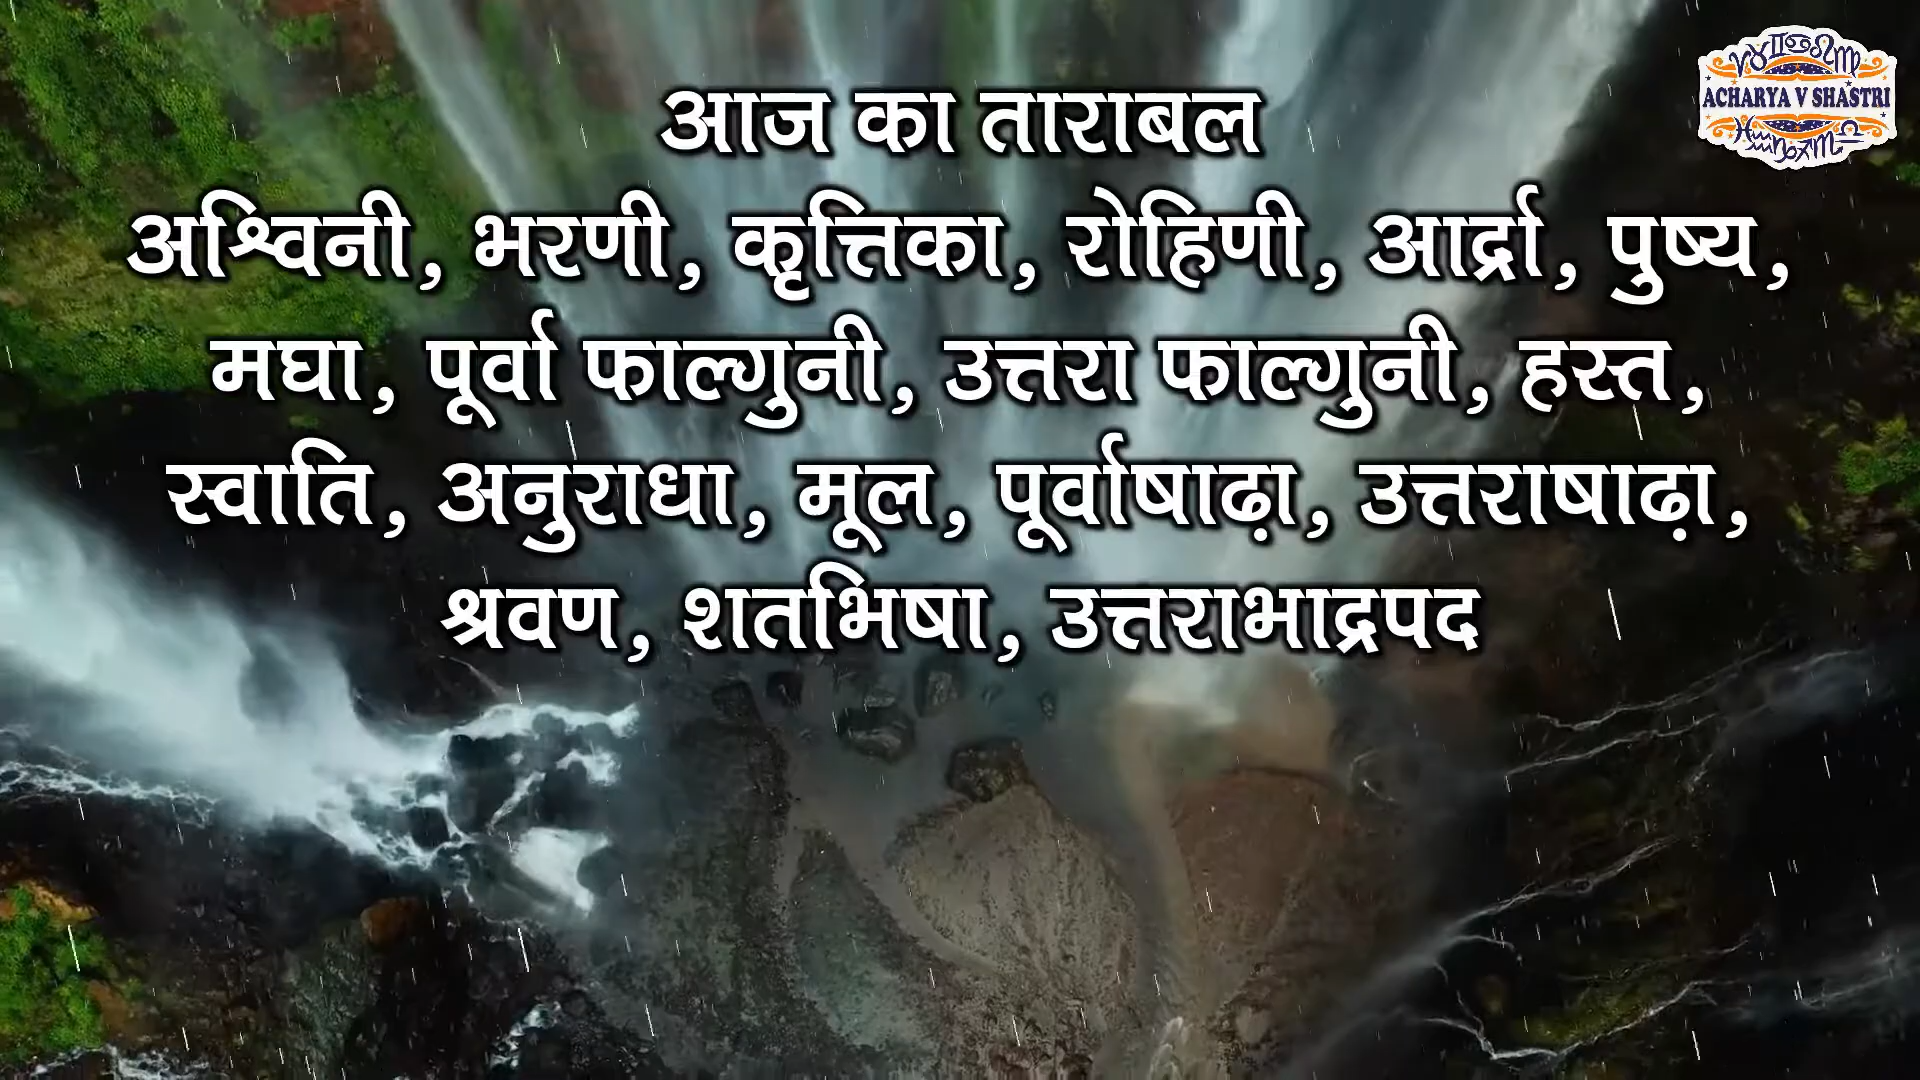 आज का ताराबल
ACHARYA V SHASTRI
अश्विनी, भरणी, कृत्तिका, रोहिणी, आर्द्रा, पुष्य,
मघा, पूर्वा फाल्गुनी, उत्तरा फाल्गुनी, हस्त,
स्वाति, अनुराधा, मूल, पूर्वाषाढ़ा, उत्तराषाढ़ा,
श्रवण, शतभिषा, उत्तराभाद्रपद